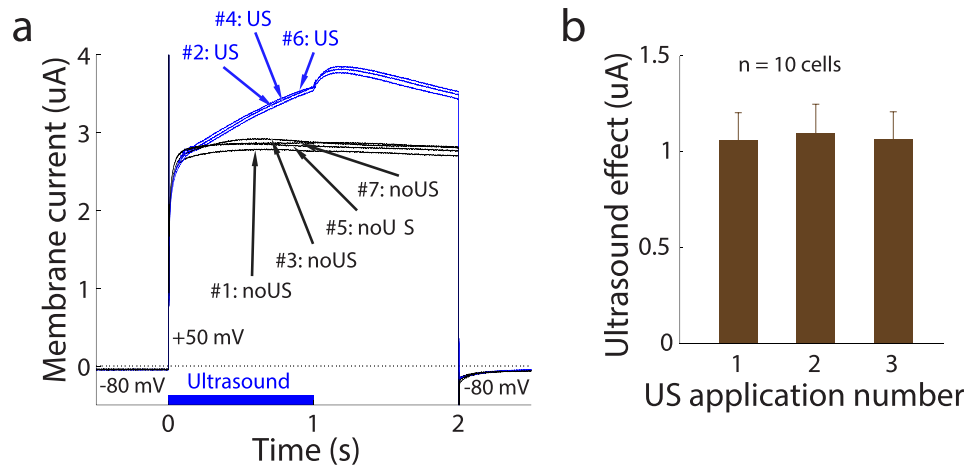 a
#4: US
#2: US
#6: US
Membrane current (uA)
4
3
2
1
0
#7: noUS
#5: noU S
#3: noUS
#1: noUS
+50 mV
-80 mV
Ultrasound
-80 mV
0
1
2
Time (s)
b
n = 10 cells
Ultrasound effect (uA)
1.5
1
0.5
0
1
2
3
US application number